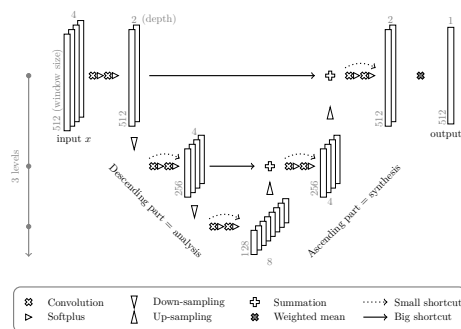 4
2 (depth)
2
1
512 (window size)
512
512
512
input x
output
4
256
256
4
128
8
3 levels
Descending part = analysis
Ascending part = synthesis
Convolution
Down-sampling
Summation
Small shortcut
Softplus
Up-sampling
Weighted mean
Big shortcut